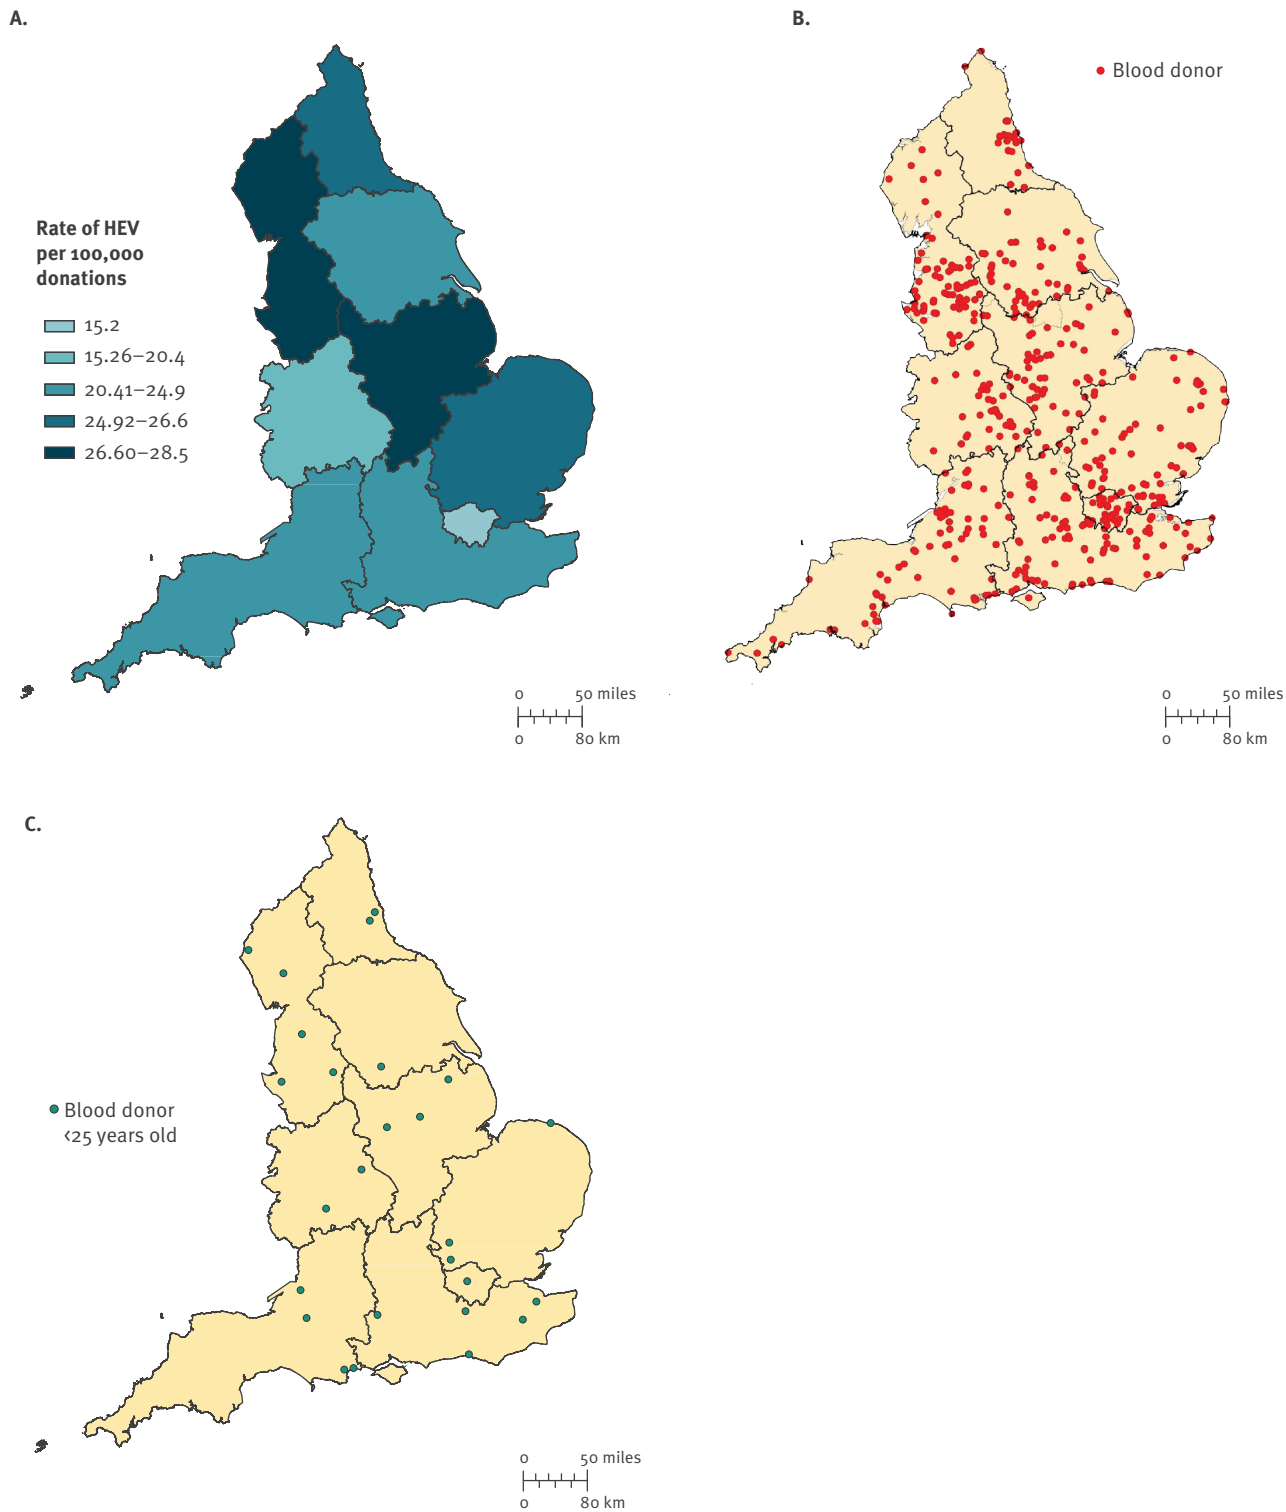 A.
B.
Blood donor
Rate of HEV
per 100,000
donations
15.2
15.26–20.4
20.41–24.9
24.92–26.6
26.60–28.5
0 50 miles
0 80 km
0 50 miles
0 80 km
C.
Blood donor
<25 years old
0 50 miles
0 80 km